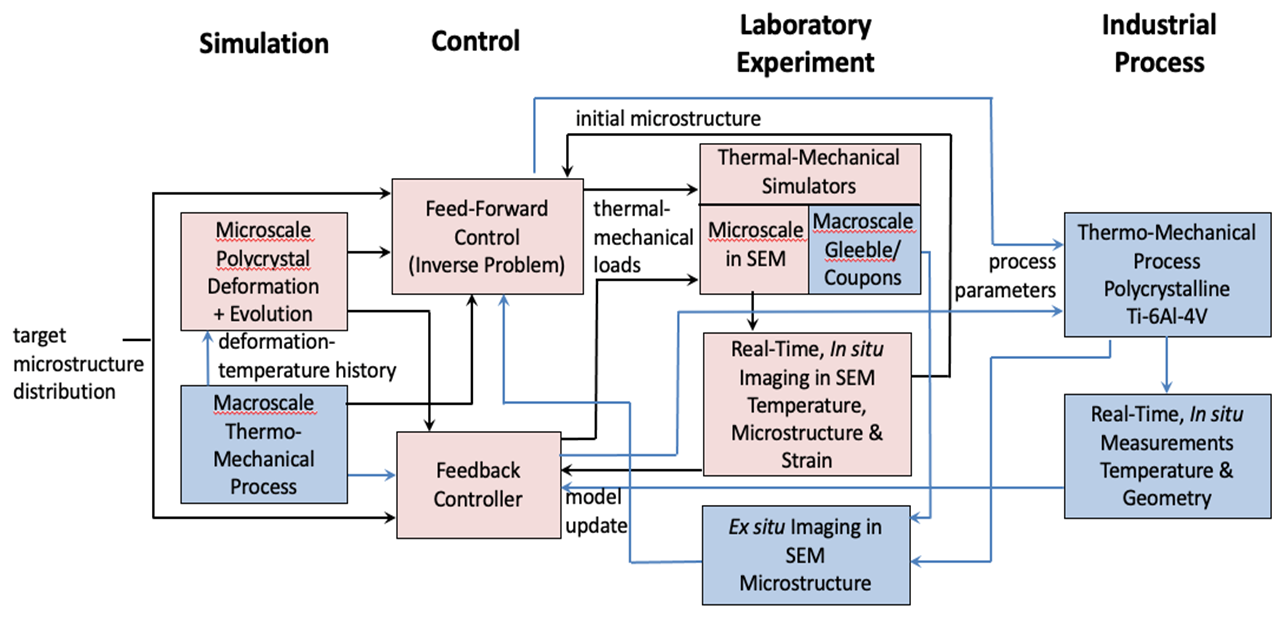 Simulation
Control
Laboratory
Experiment
Industrial
Process
initial microstructure
Thermal-Mechanical
Simulators
Microscale
in SEM
Macroscale
Gleeble/
Coupons
Feed-Forward
Control
(Inverse Problem)
thermal-
mechanical
loads
Microscale
Polycrystal
Deformation
+ Evolution
process
parameters
Thermo-Mechanical
Process
Polycrystalline
Ti-6Al-4V
target
microstructure
distribution
deformation-
temperature history
Real-Time, In situ
Imaging in SEM
Temperature,
Microstructure &
Strain
Macroscale
Thermo-
Mechanical
Process
Feedback
Controller
model
update
Real-Time, In situ
Measurements
Temperature &
Geometry
Ex situ Imaging in
SEM
Microstructure